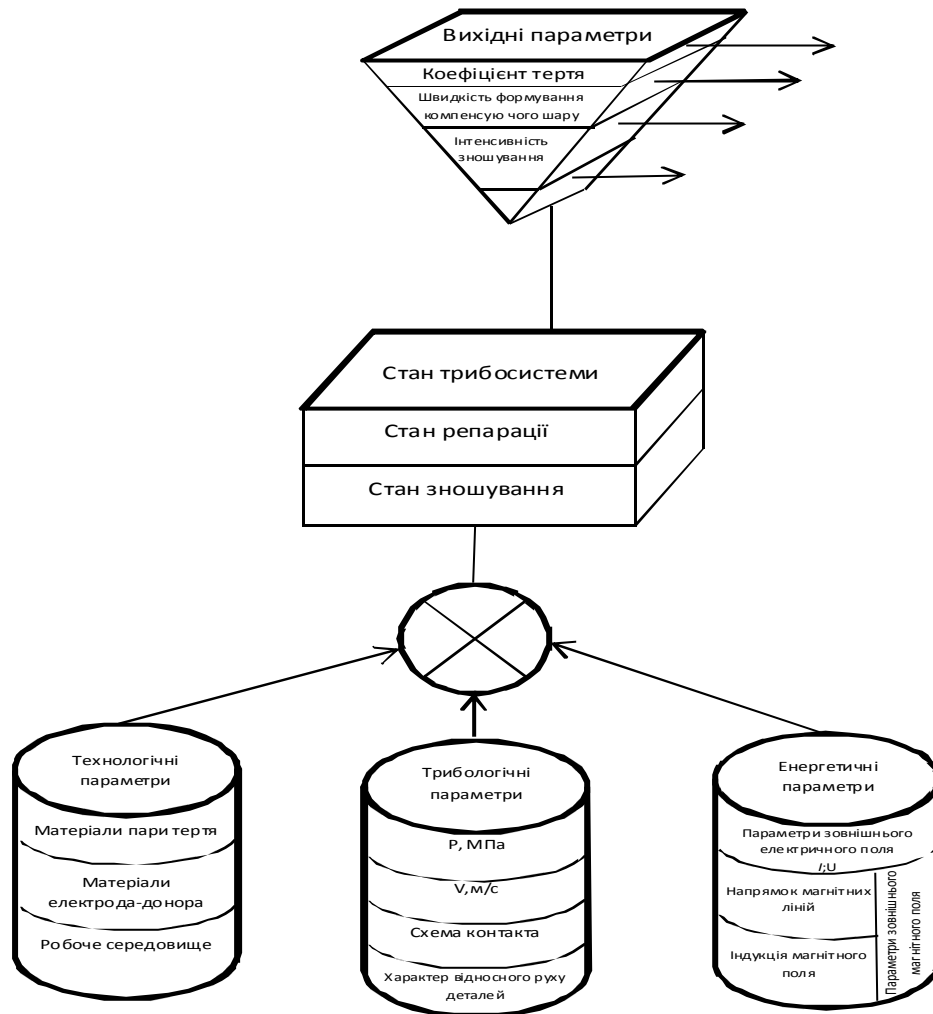 Вихідні параметри
Коефіцієнт тертя
Швидкість формування
компенсую чого шару
Інтенсивність
зношування
Стан трибосистеми
Стан репарації
Стан зношування
Технологічні
параметри
Матеріали пари тертя
Матеріали
електрода-донора
Робоче середовище
Трибологічні
параметри
P, МПа
V,м/с
Схема контакта
Характер відносного руху
деталей
Енергетичні
параметри
Параметри зовнішнього
електричного поля
I;U
Напрямок магнітних
ліній
Індукція магнітного
поля
Параметри зовнішнього
магнітного поля